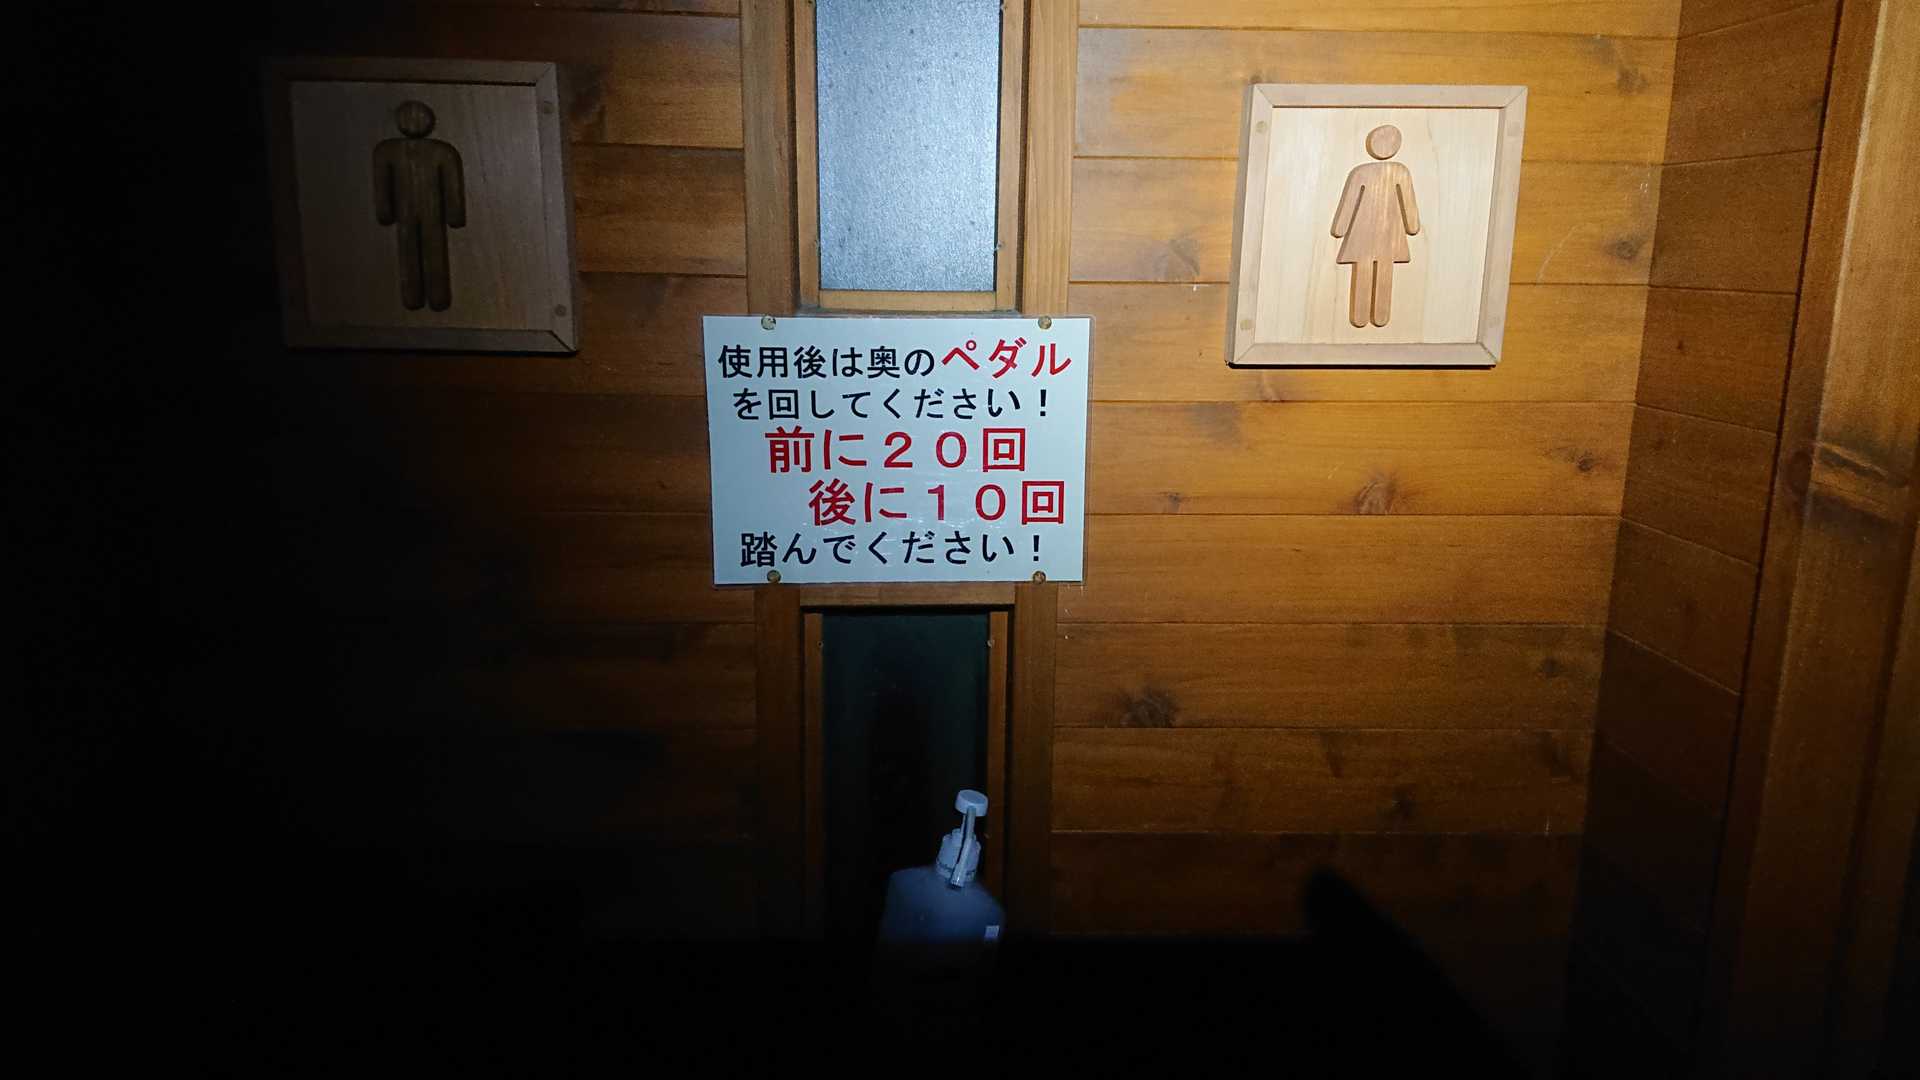 使用後は奥のペダル
を回してください！
前に２０回
後に１０回
踏んでください！